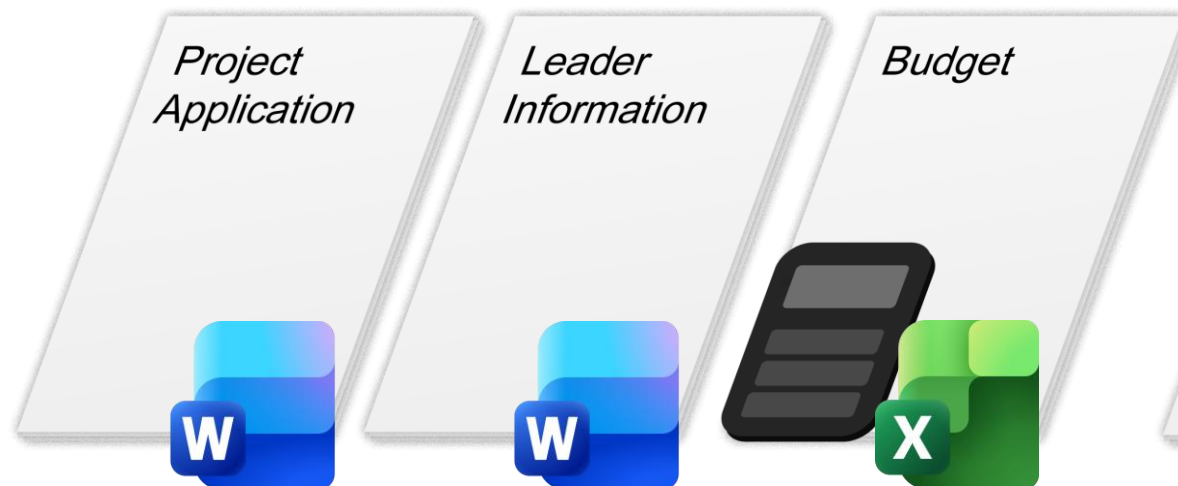 Project
Application
Leader
Information
Budget
W
W
X